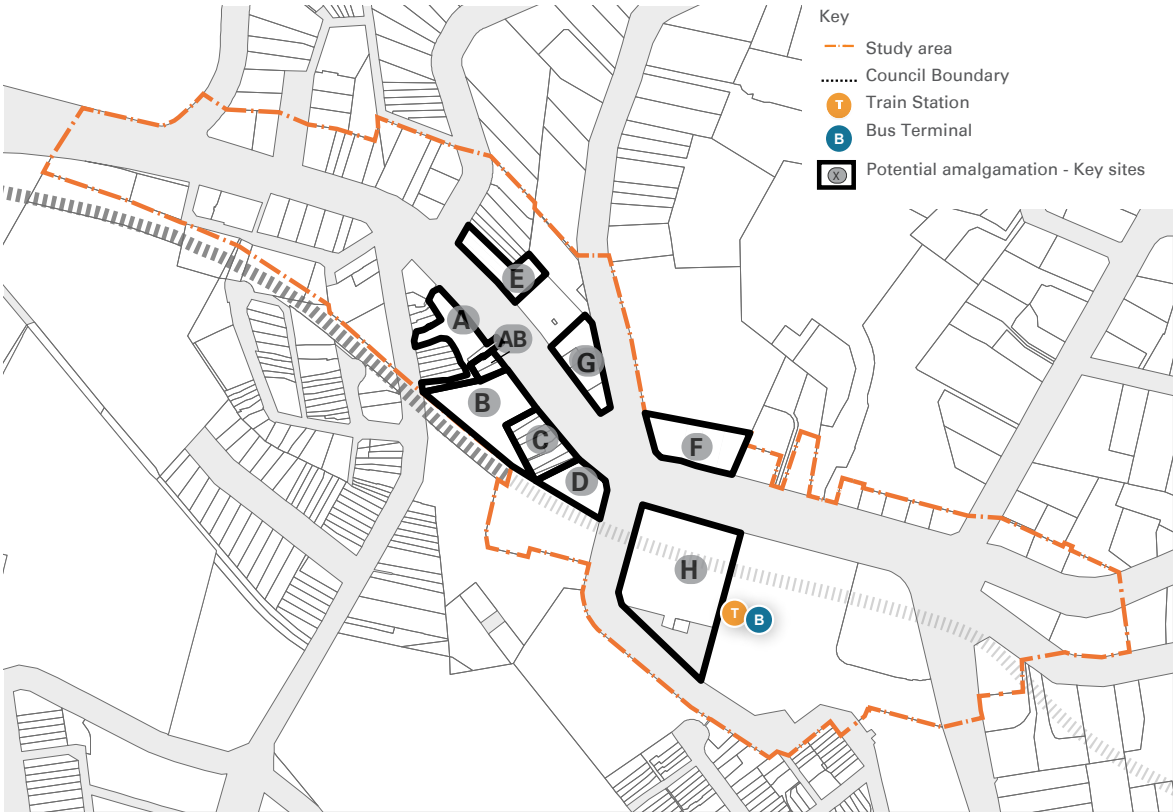 Key
Study area
Council Boundary
T Train Station
B Bus Terminal
X Potential amalgamation - Key sites
E
A
AB
G
B
C
F
D
H
T
B